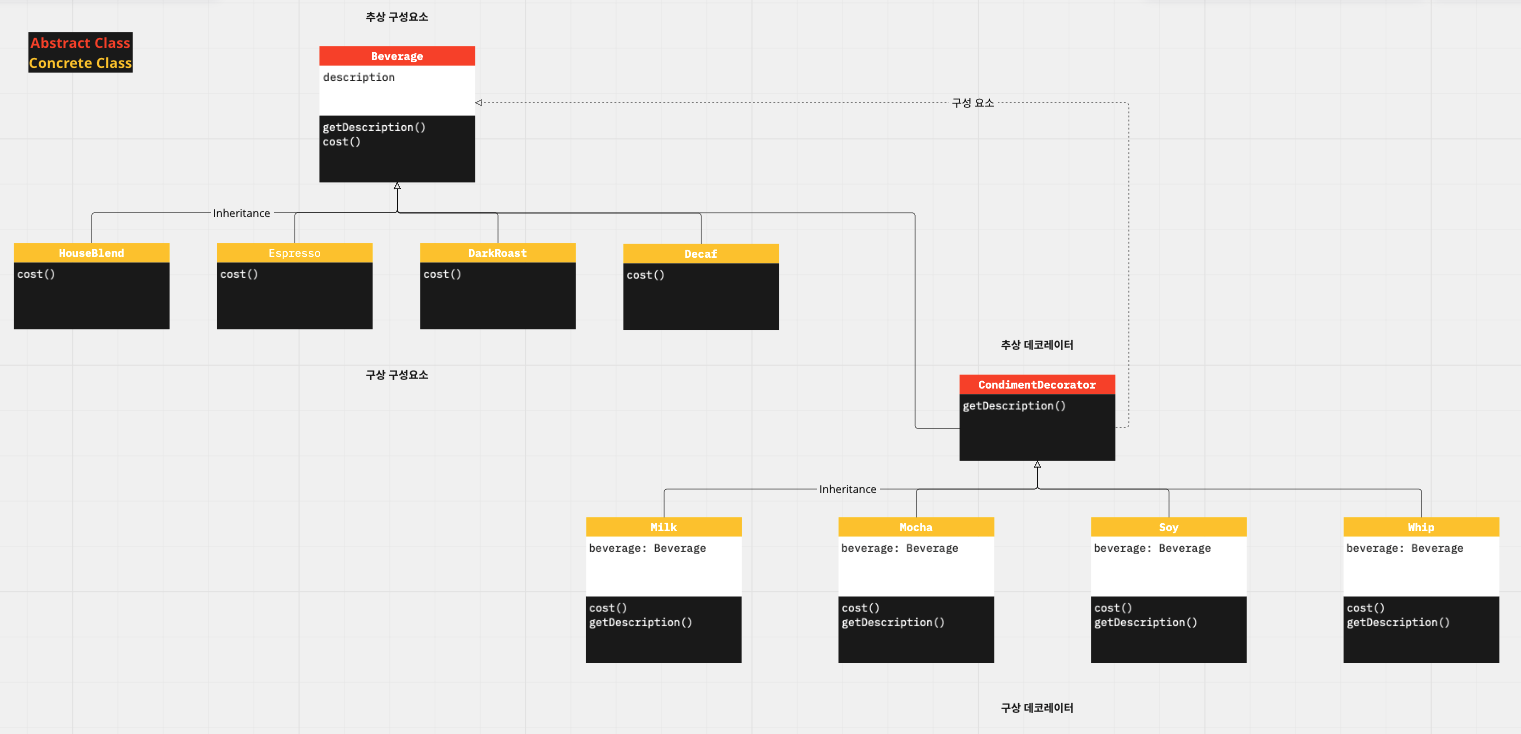 추상 구성요소
Abstract Class
Concrete Class
Beverage
description
구성 요소
getDescription()
cost()
Inheritance
HouseBlend
cost()
Espresso
cost()
DarkRoast
cost()
Decaf
cost()
추상 데코레이터
구상 구성요소
CondimentDecorator
getDescription()
Inheritance
Milk
beverage: Beverage
cost()
getDescription()
Mocha
beverage: Beverage
cost()
getDescription()
Soy
beverage: Beverage
cost()
getDescription()
Whip
beverage: Beverage
cost()
getDescription()
구상 데코레이터